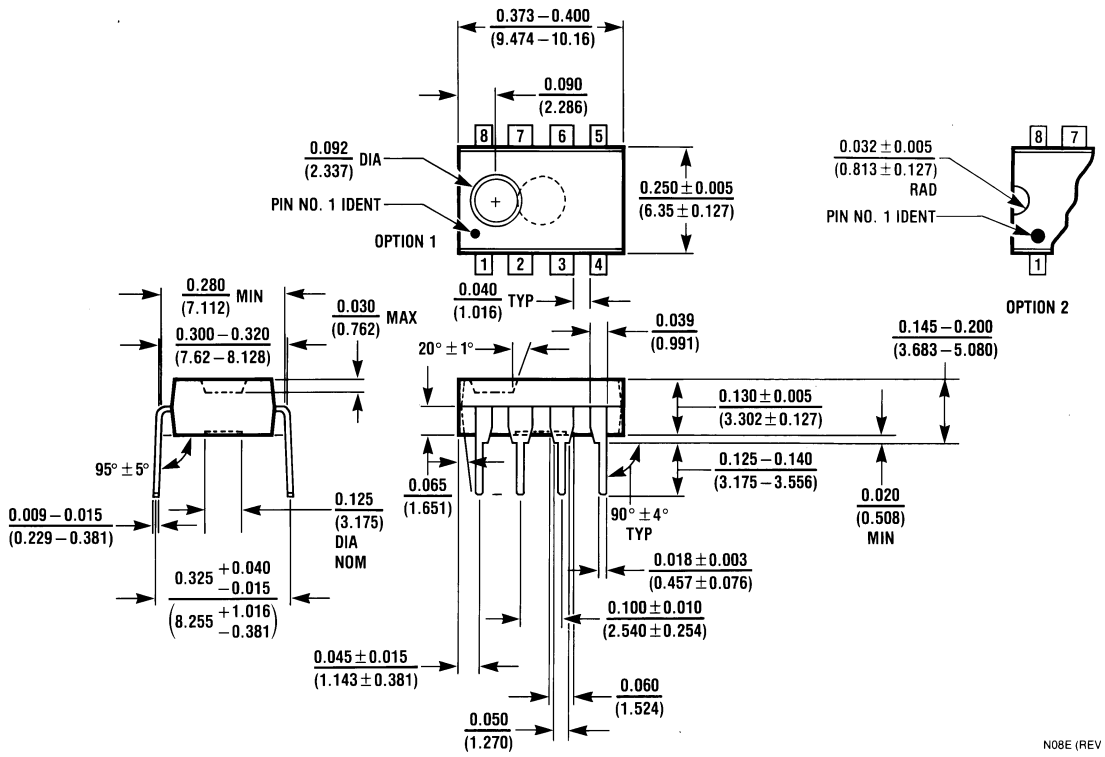 0.373 – 0.400
(9.474 – 10.16)
0.090
(2.286)
8 7 6 5
0.092 DIA
(2.337)
PIN NO. 1 IDENT
OPTION 1
1 2 3 4
0.250 ± 0.005
(6.35 ± 0.127)
8 7
0.032 ± 0.005
(0.813 ± 0.127)
RAD
PIN NO. 1 IDENT
1
OPTION 2
0.280 MIN
(7.112)
0.300 – 0.320
(7.62 – 8.128)
0.030 MAX
(0.762)
0.040 TYP
(1.016)
0.039
(0.991)
20° ± 1°
0.145 – 0.200
(3.683 – 5.080)
0.130 ± 0.005
(3.302 ± 0.127)
0.125 – 0.140
(3.175 – 3.556)
0.020
(0.508)
MIN
95° ± 5°
0.065
(1.651)
90° ± 4°
TYP
0.009 – 0.015
(0.229 – 0.381)
0.125
(3.175)
DIA
NOM
0.018 ± 0.003
(0.457 ± 0.076)
0.325 +0.040
–0.015
(8.255 +1.016
–0.381)
0.100 ± 0.010
(2.540 ± 0.254)
0.045 ± 0.015
(1.143 ± 0.381)
0.060
(1.524)
0.050
(1.270)
N08E (REV